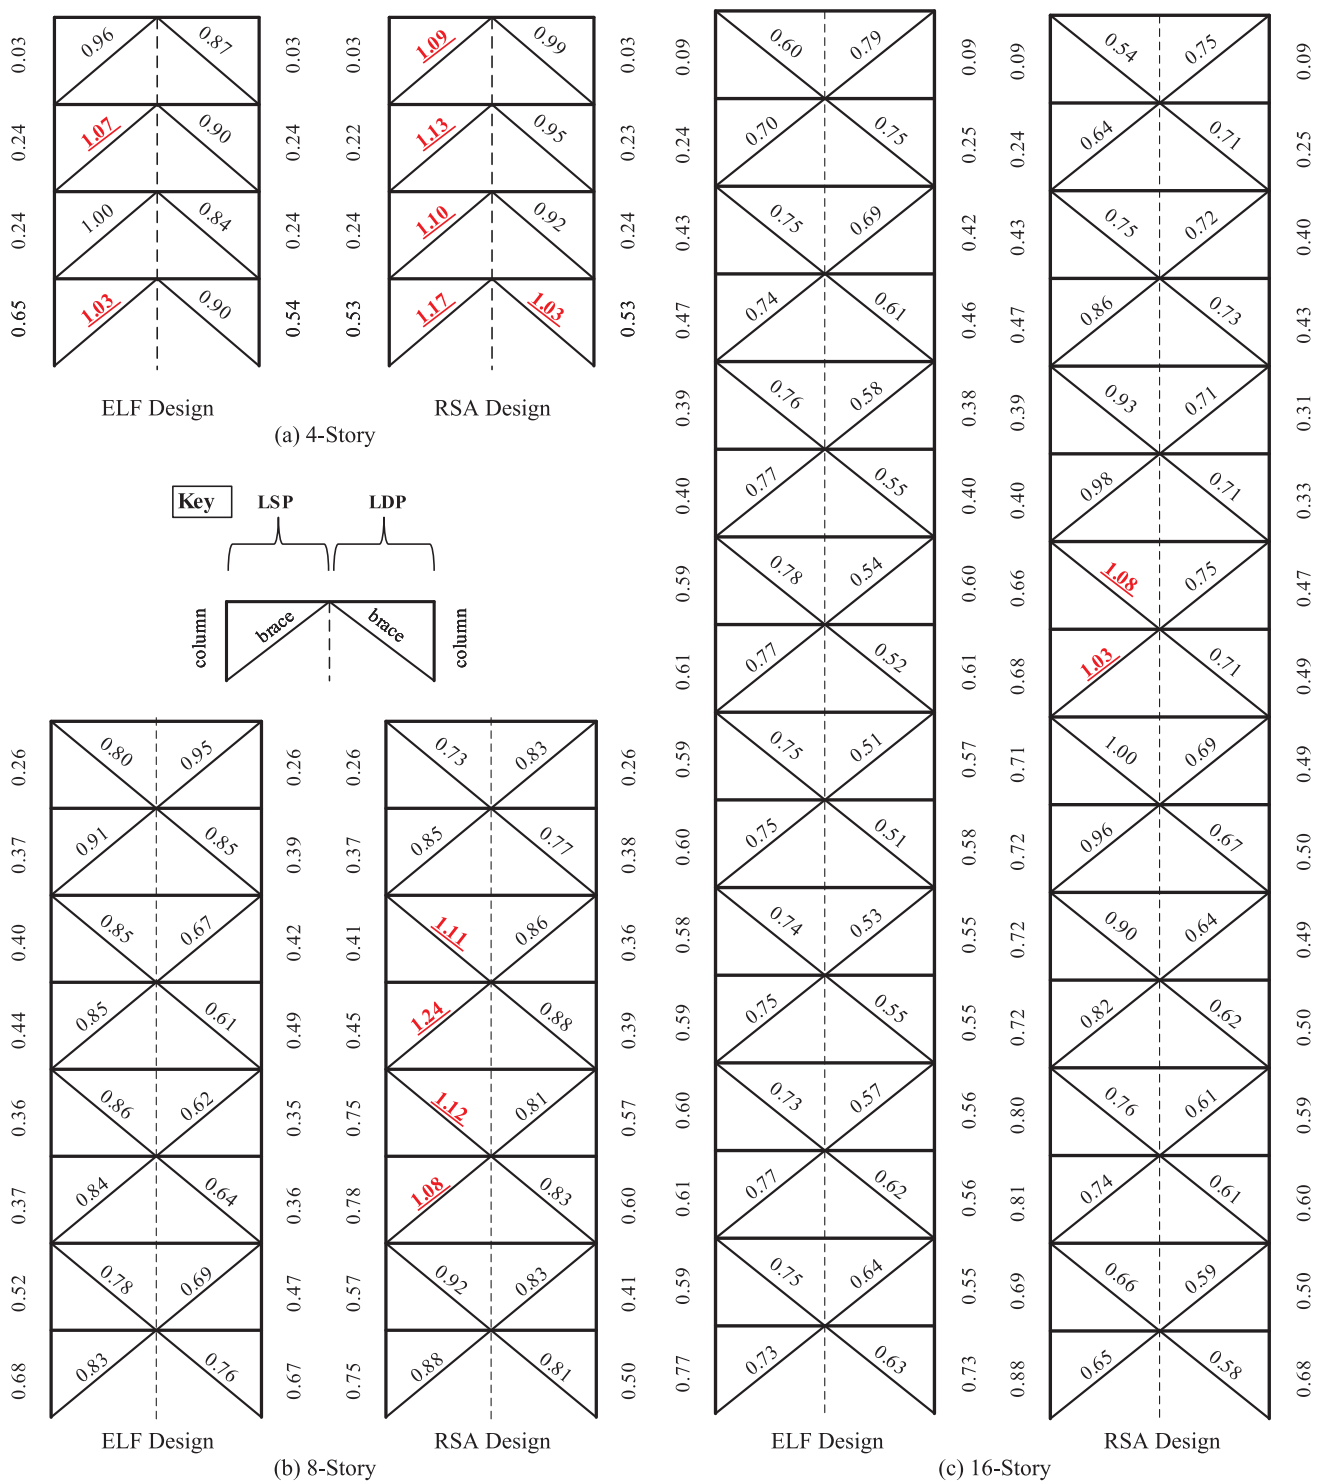 0.03 0.96 0.87 0.03 0.03 1.09 0.99 0.03
0.24 1.07 0.90 0.24 0.22 1.13 0.95 0.23
0.24 1.00 0.84 0.24 0.24 1.10 0.92 0.24
0.65 1.03 0.90 0.54 0.53 1.17 1.03 0.53
ELF Design RSA Design
(a) 4-Story
Key LSP LDP
column brace brace column
0.26 0.80 0.95 0.26 0.26 0.73 0.83 0.26
0.37 0.91 0.85 0.39 0.37 0.85 0.77 0.38
0.40 0.85 0.67 0.42 0.41 1.11 0.86 0.36
0.44 0.85 0.61 0.49 0.45 1.24 0.88 0.39
0.36 0.86 0.62 0.35 0.75 1.12 0.81 0.57
0.37 0.84 0.64 0.36 0.78 1.08 0.83 0.60
0.52 0.78 0.69 0.47 0.57 0.92 0.83 0.41
0.68 0.83 0.76 0.67 0.75 0.88 0.81 0.50
ELF Design RSA Design
(b) 8-Story
0.09 0.60 0.79 0.09 0.09 0.54 0.75 0.09
0.24 0.70 0.75 0.25 0.24 0.64 0.71 0.25
0.43 0.75 0.69 0.42 0.43 0.75 0.72 0.40
0.47 0.74 0.61 0.46 0.47 0.86 0.73 0.43
0.39 0.76 0.58 0.38 0.39 0.93 0.71 0.31
0.40 0.77 0.55 0.40 0.40 0.98 0.71 0.33
0.59 0.78 0.54 0.60 0.66 1.08 0.75 0.47
0.61 0.77 0.52 0.61 0.68 1.03 0.71 0.49
0.59 0.75 0.51 0.57 0.71 1.00 0.69 0.49
0.60 0.75 0.51 0.58 0.72 0.96 0.67 0.50
0.58 0.74 0.53 0.55 0.72 0.90 0.64 0.49
0.59 0.75 0.55 0.55 0.72 0.82 0.62 0.50
0.60 0.73 0.57 0.56 0.80 0.76 0.61 0.59
0.61 0.77 0.62 0.56 0.81 0.74 0.61 0.60
0.59 0.75 0.64 0.55 0.69 0.66 0.59 0.50
0.77 0.73 0.63 0.73 0.88 0.65 0.58 0.68
ELF Design RSA Design
(c) 16-Story